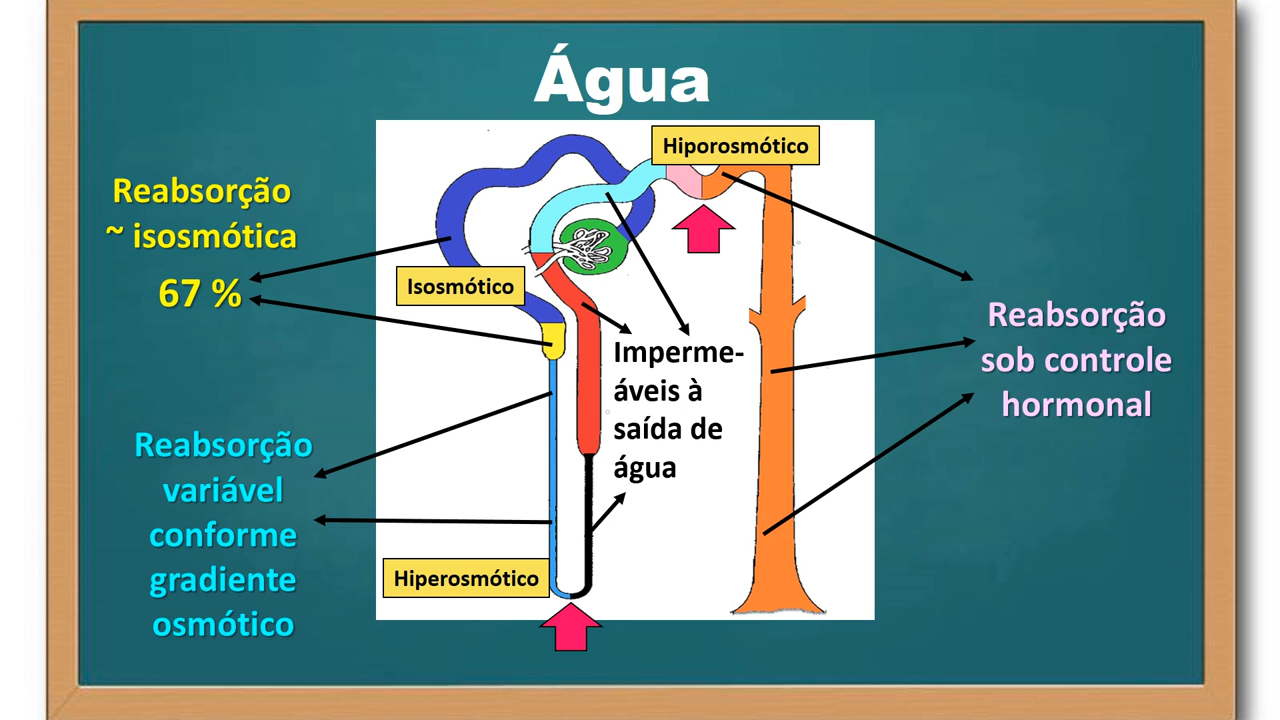 Água
Hiporosmótico
Reabsorção
~ isosmótica
67 %
Isosmótico
Imperme-
áveis à
saída de
água
Reabsorção
sob controle
hormonal
Reabsorção
variável
conforme
gradiente
osmótico
Hiperosmótico